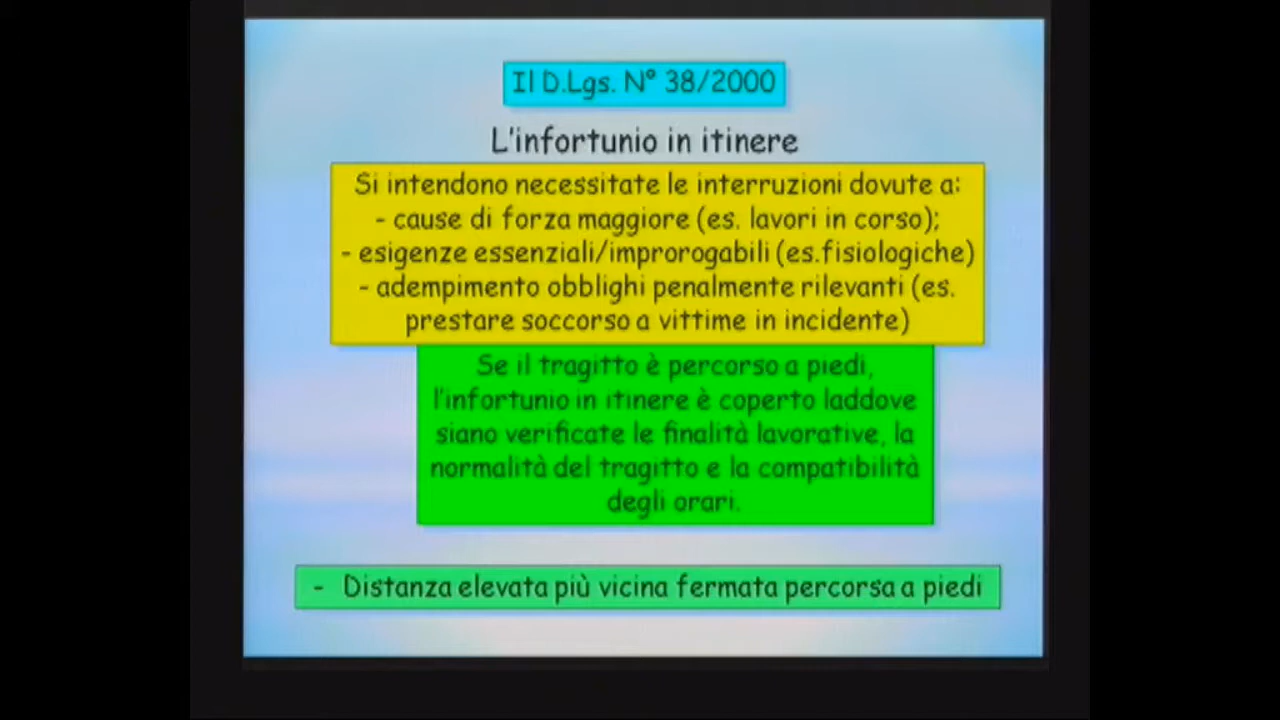 Il D.Lgs. N° 38/2000
L'infortunio in itinere
Si intendono necessitate le interruzioni dovute a:
- cause di forza maggiore (es. lavori in corso);
- esigenze essenziali/improrogabili (es.fisiologiche)
- adempimento obblighi penalmente rilevanti (es.
prestare soccorso a vittime in incidente)
Se il tragitto è percorso a piedi,
l'infortunio in itinere è coperto laddove
siano verificate le finalità lavorative, la
normalità del tragitto e la compatibilità
degli orari.
- Distanza elevata più vicina fermata percorsa a piedi